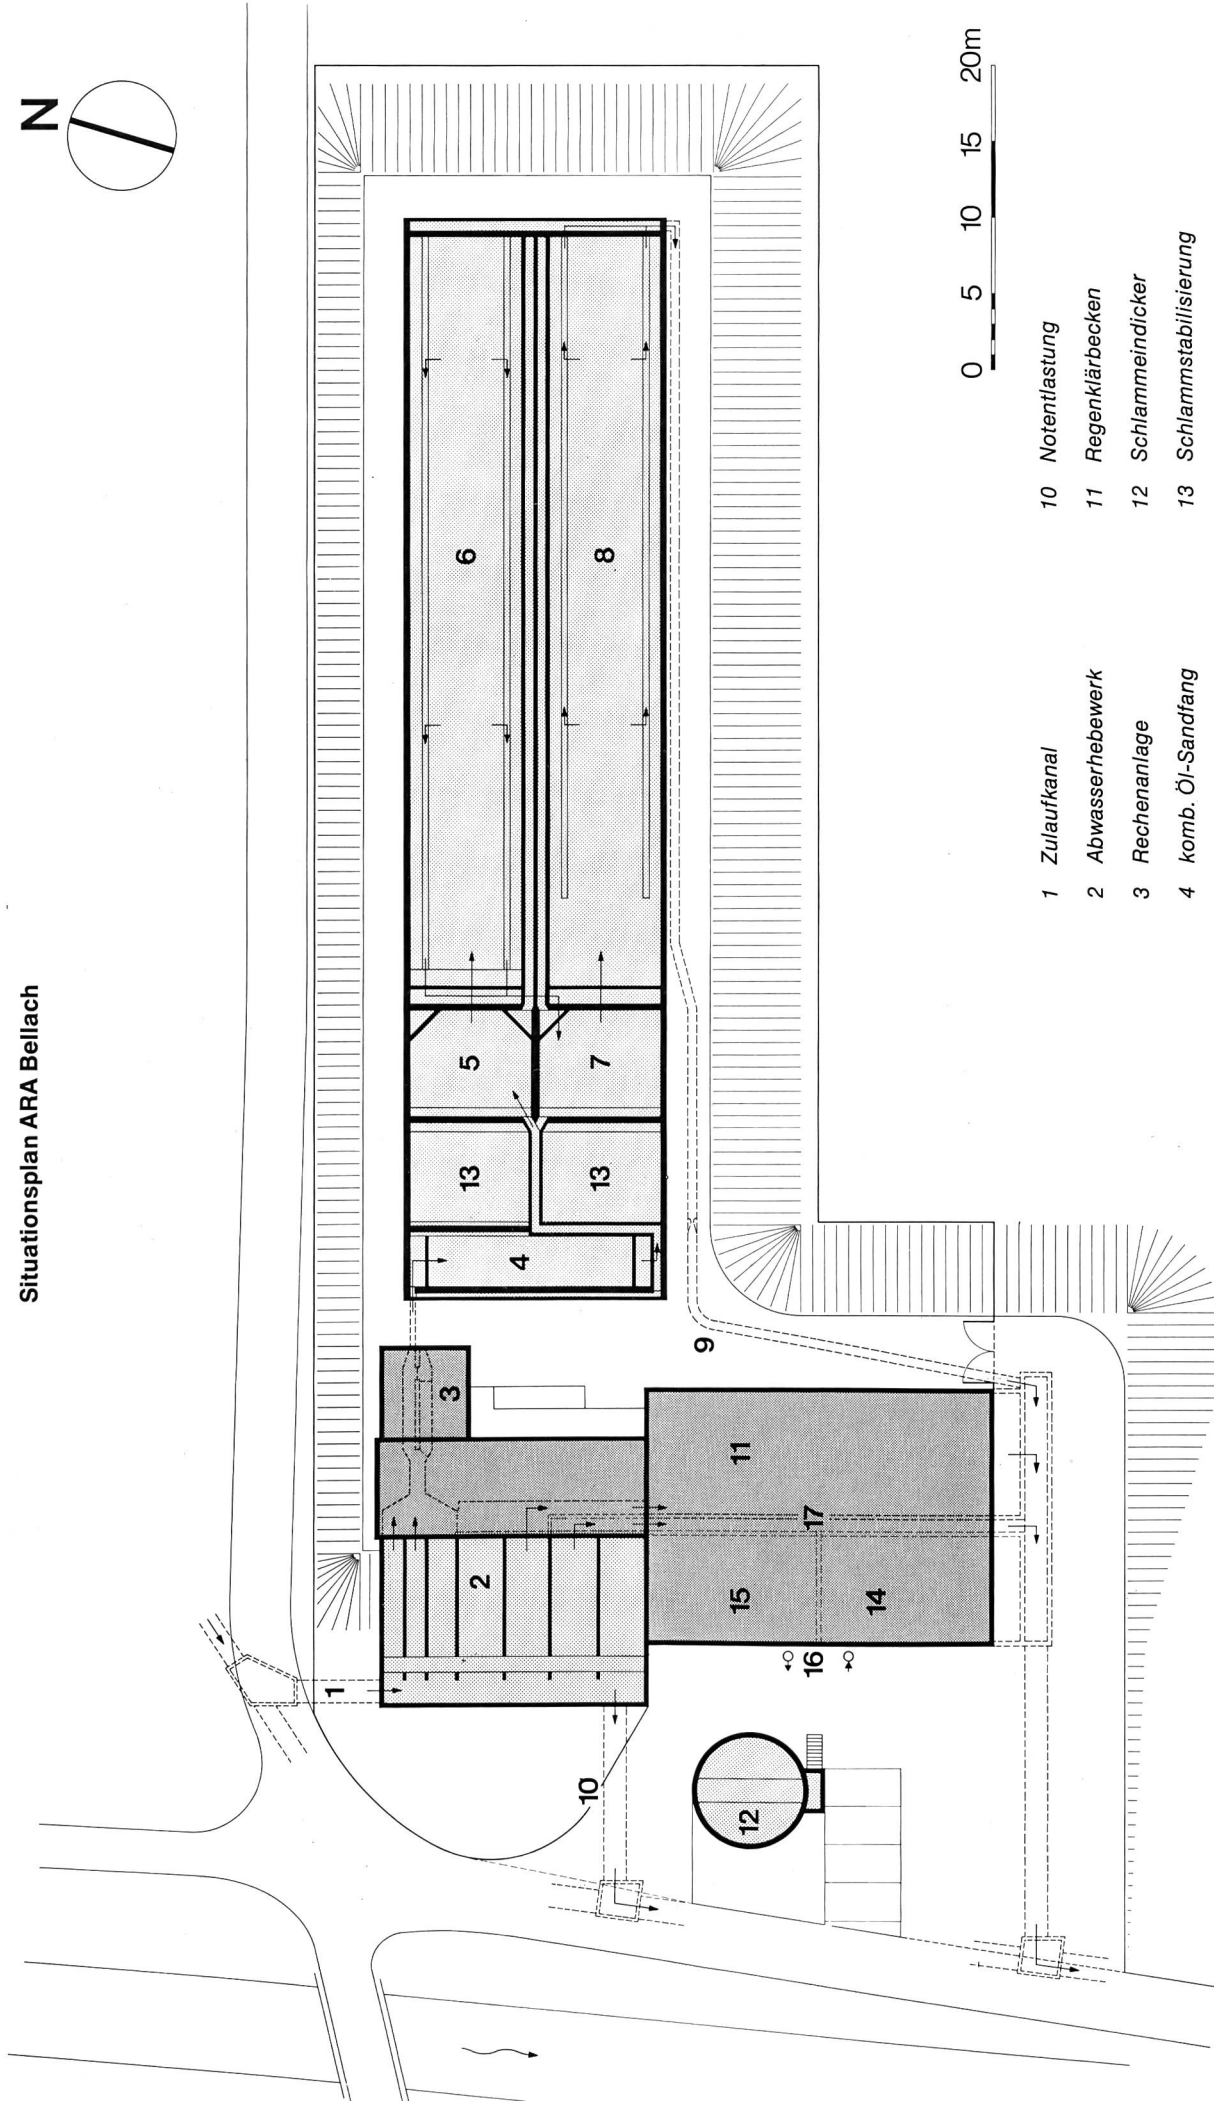 Situationsplan ARA Bellach
N
6
8
5
7
13
13
4
3
9
11
17
2
15
14
16
1
10
12
0 5 10 15 20m
1 Zulaufkanal
2 Abwasserhebewerk
3 Rechenanlage
4 komb. Öl-Sandfang
10 Notentlastung
11 Regenklärbecken
12 Schlammeindicker
13 Schlammstabilisierung